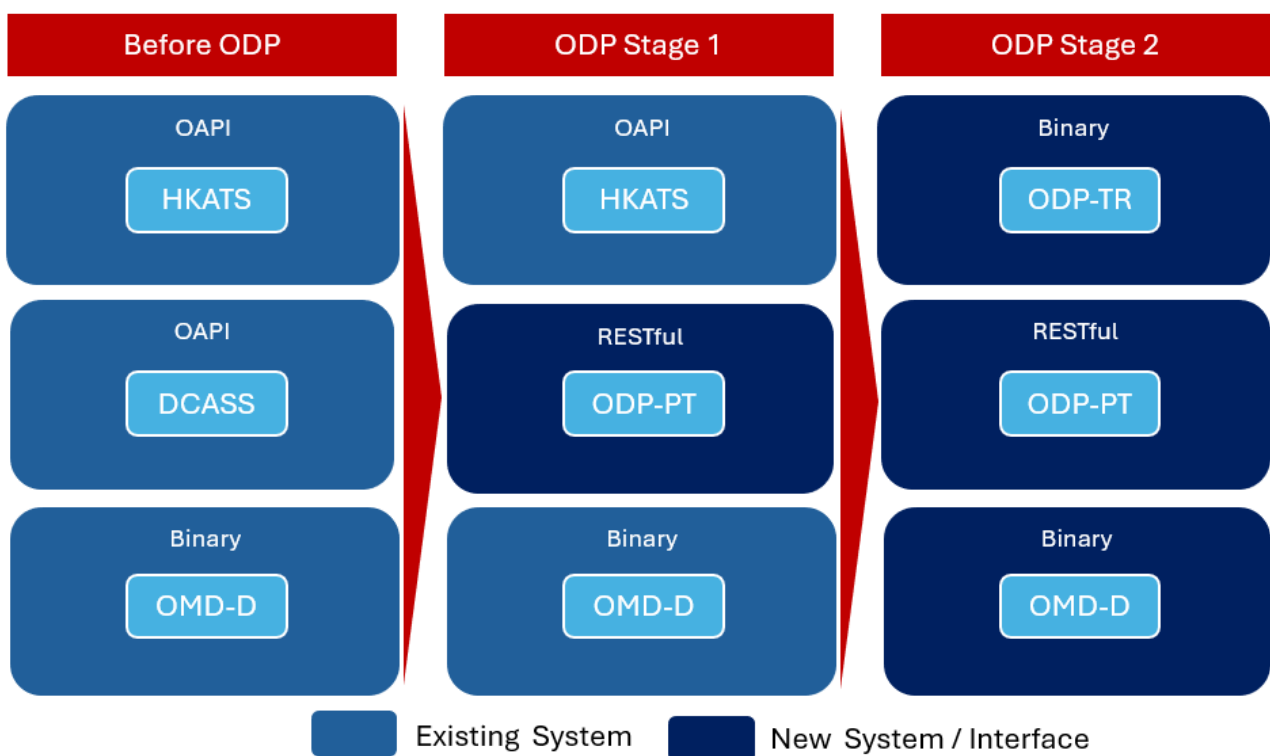 Before ODP
ODP Stage 1
ODP Stage 2
OAPI
HKATS
OAPI
HKATS
Binary
ODP-TR
OAPI
DCASS
RESTful
ODP-PT
RESTful
ODP-PT
Binary
OMD-D
Binary
OMD-D
Binary
OMD-D
Existing System
New System / Interface